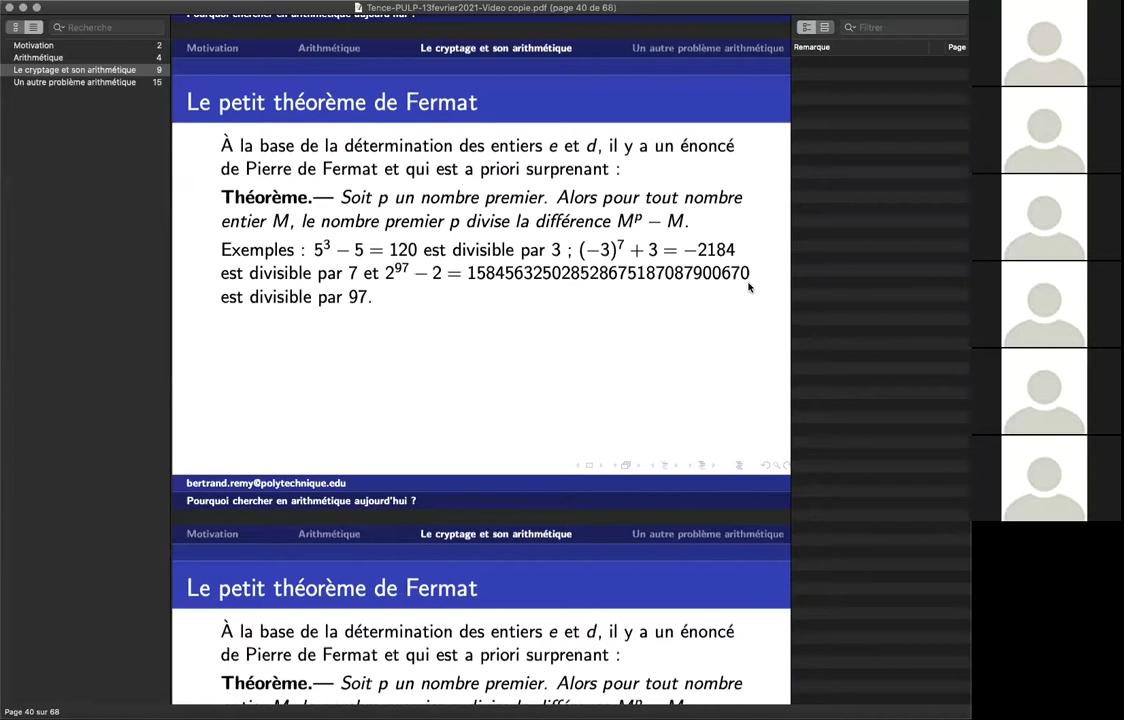 Tence-PULP-13fevrier2021-Video copie.pdf (page 40 de 68)
Recherche
Filtrer
Motivation 2
Arithmétique 4
Le cryptage et son arithmétique 9
Un autre problème arithmétique 15
Remarque Page
Pourquoi chercher en arithmétique aujourd'hui ?
Motivation Arithmétique Le cryptage et son arithmétique Un autre problème arithmétique
Le petit théorème de Fermat
À la base de la détermination des entiers e et d, il y a un énoncé
de Pierre de Fermat et qui est a priori surprenant :
Théorème.— Soit p un nombre premier. Alors pour tout nombre
entier M, le nombre premier p divise la différence M^p − M.
Exemples : 5^3 − 5 = 120 est divisible par 3 ; (−3)^7 + 3 = −2184
est divisible par 7 et 2^97 − 2 = 158456325028528675187087900670
est divisible par 97.
bertrand.remy@polytechnique.edu
Pourquoi chercher en arithmétique aujourd'hui ?
Motivation Arithmétique Le cryptage et son arithmétique Un autre problème arithmétique
Le petit théorème de Fermat
À la base de la détermination des entiers e et d, il y a un énoncé
de Pierre de Fermat et qui est a priori surprenant :
Théorème.— Soit p un nombre premier. Alors pour tout nombre
Page 40 sur 68